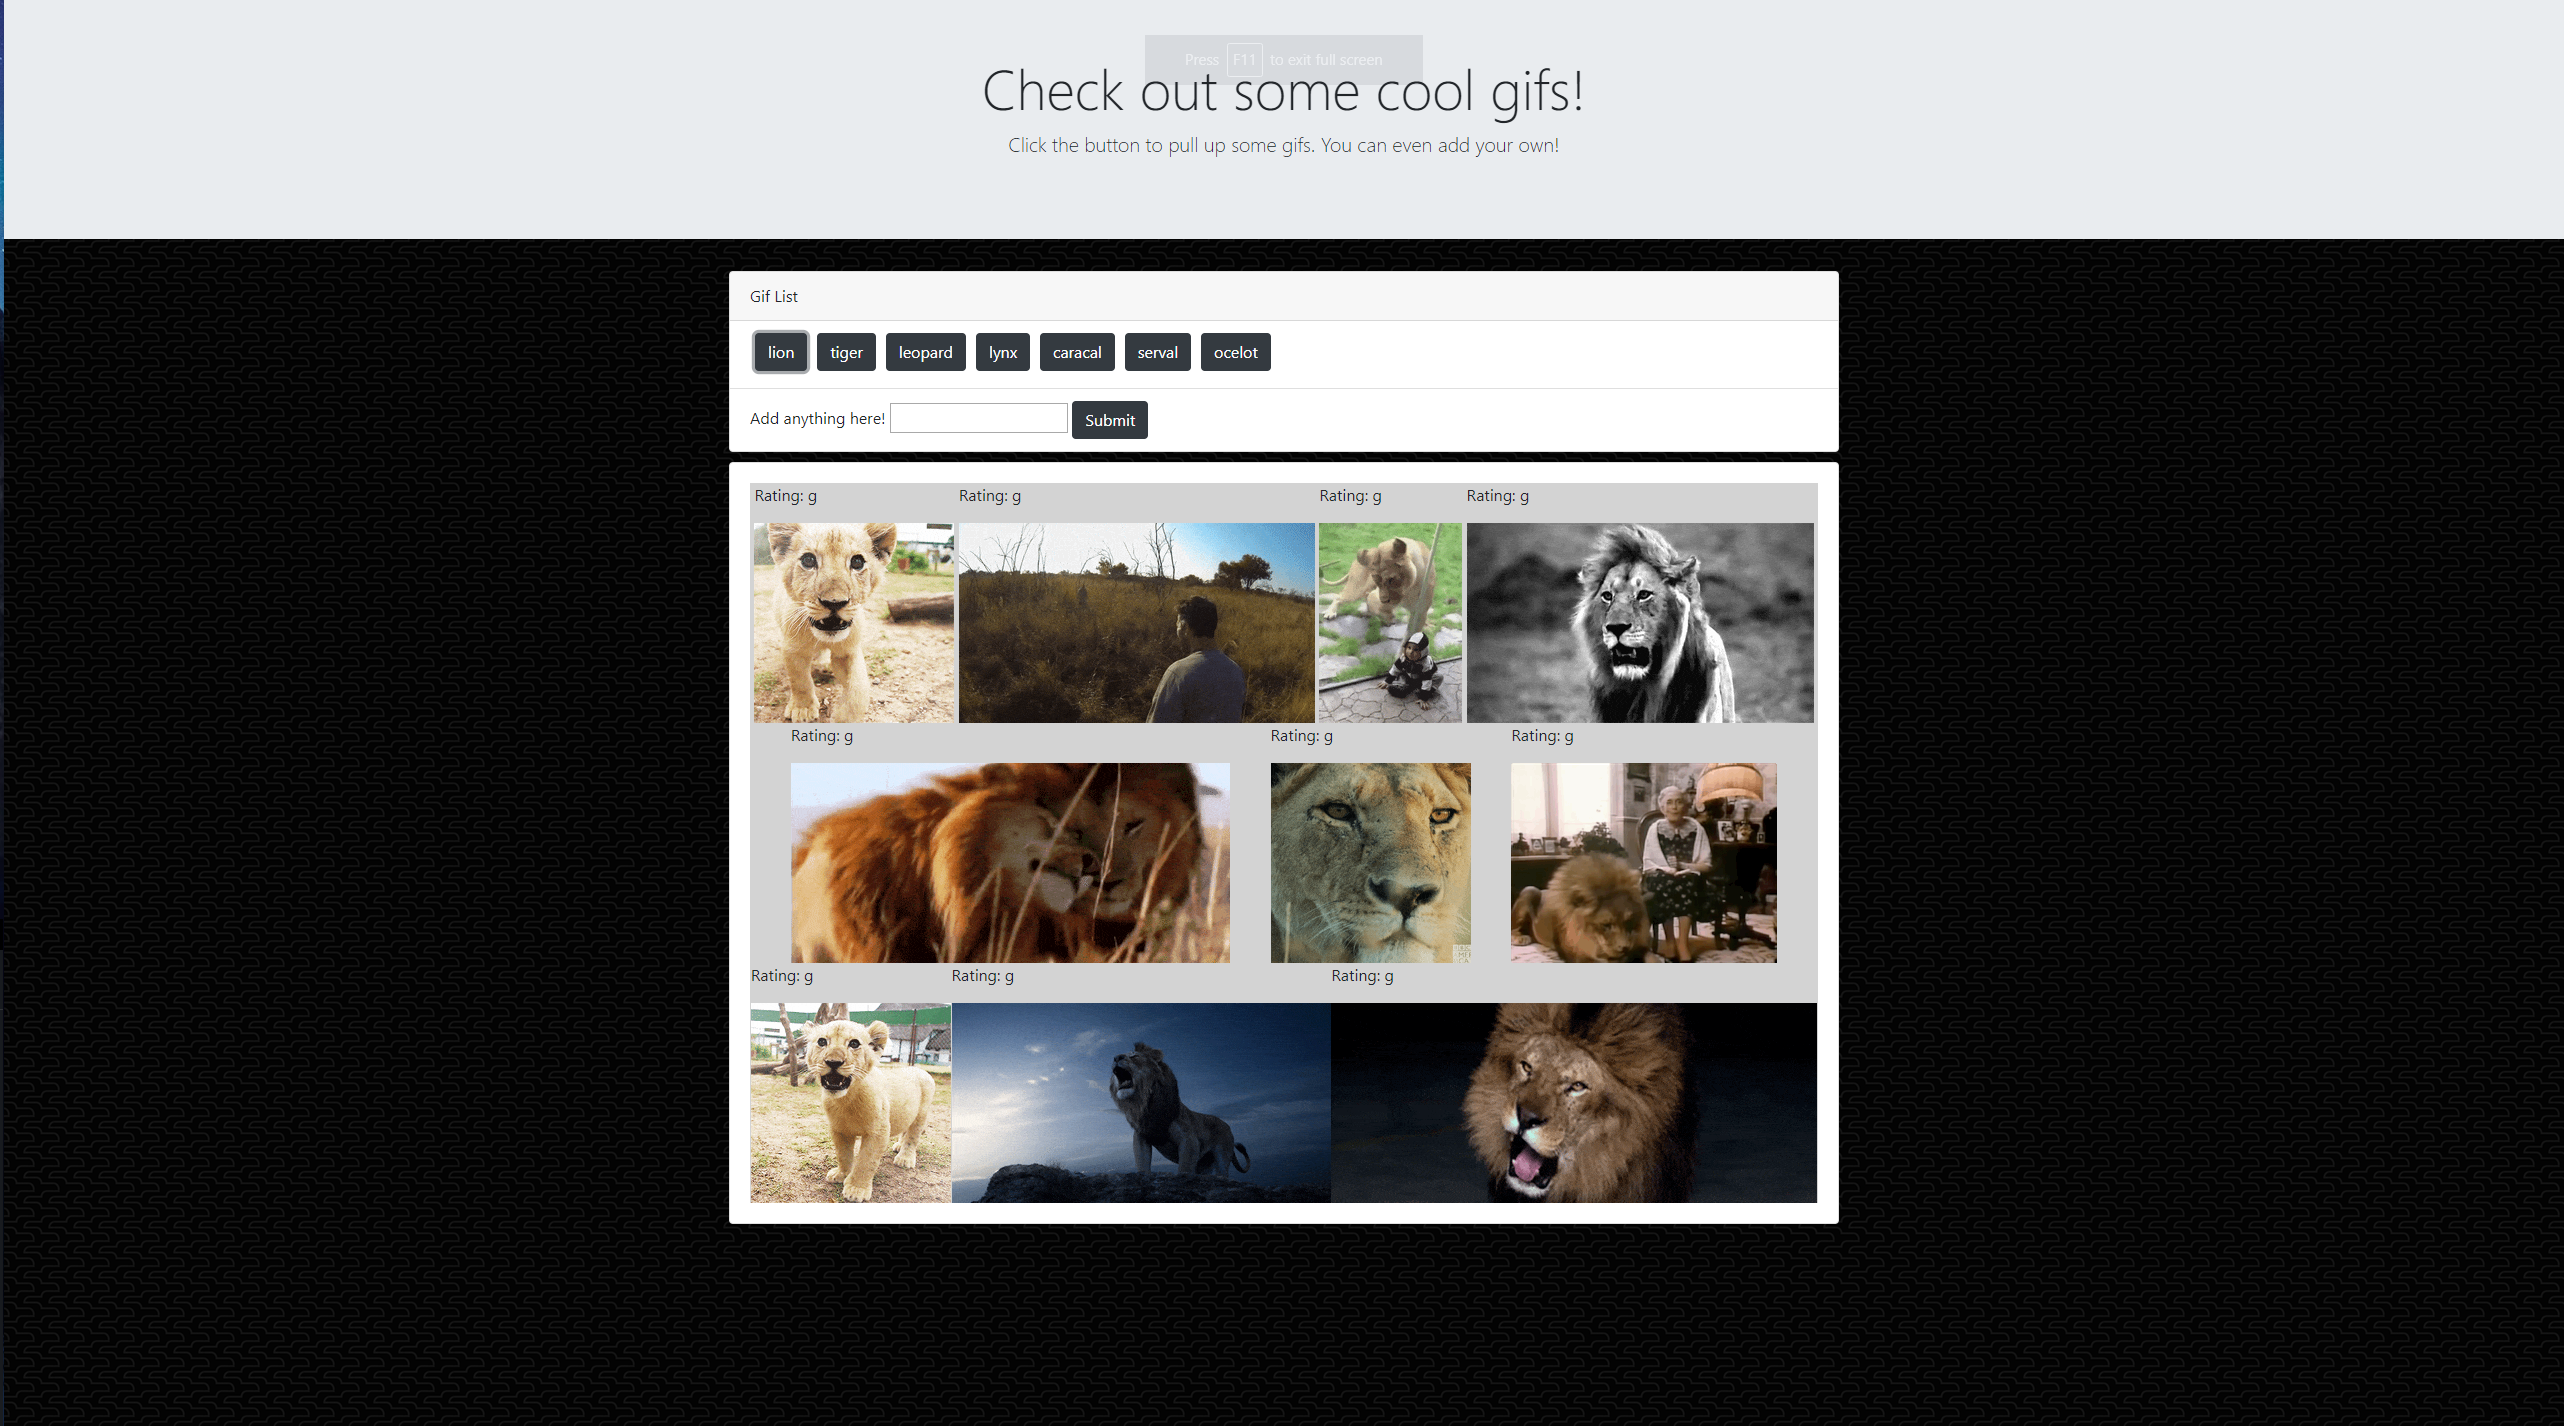 Press F11 to exit full screen
Check out some cool gifs!
Click the button to pull up some gifs. You can even add your own!
Gif List
lion tiger leopard lynx caracal serval ocelot
Add anything here! Submit
Rating: g Rating: g Rating: g Rating: g
Rating: g Rating: g Rating: g
Rating: g Rating: g Rating: g